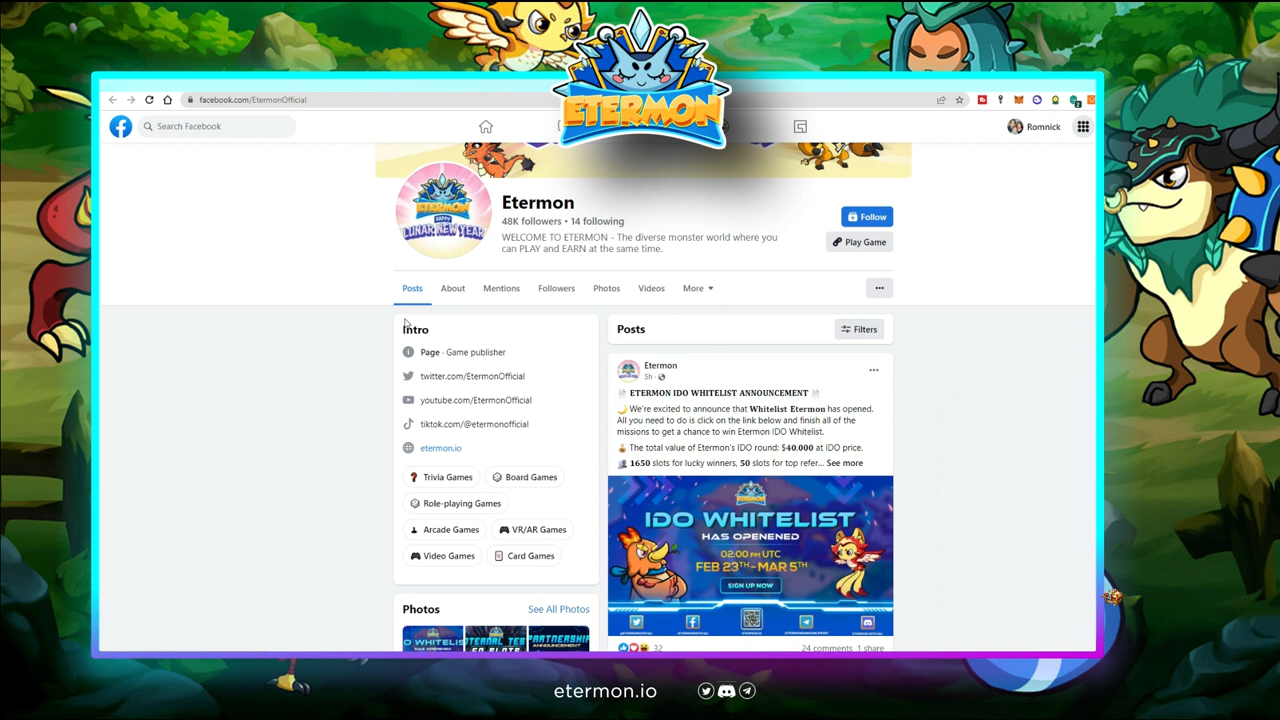 ETERMON
facebook.com/EtermonOfficial
Search Facebook
Romnick
ETERMON
HAPPY
LUNAR NEW YEAR
Etermon
48K followers • 14 following
WELCOME TO ETERMON - The diverse monster world where you
can PLAY and EARN at the same time.
Follow
Play Game
Posts
About
Mentions
Followers
Photos
Videos
More
Intro
Page · Game publisher
twitter.com/EtermonOfficial
youtube.com/EtermonOfficial
tiktok.com/@etermonofficial
etermon.io
Trivia Games
Board Games
Role-playing Games
Arcade Games
VR/AR Games
Video Games
Card Games
Photos
See All Photos
Posts
Filters
Etermon
5h ·
ETERMON IDO WHITELIST ANNOUNCEMENT
We're excited to announce that Whitelist Etermon has opened.
All you need to do is click on the link below and finish all of the
missions to get a chance to win Etermon IDO Whitelist.
The total value of Etermon's IDO round: $40,000 at IDO price.
1650 slots for lucky winners, 50 slots for top refer... See more
ETERMON
IDO WHITELIST
HAS OPENENED
02:00 PM UTC
FEB 23TH - MAR 5TH
SIGN UP NOW
32
24 comments 1 share
etermon.io